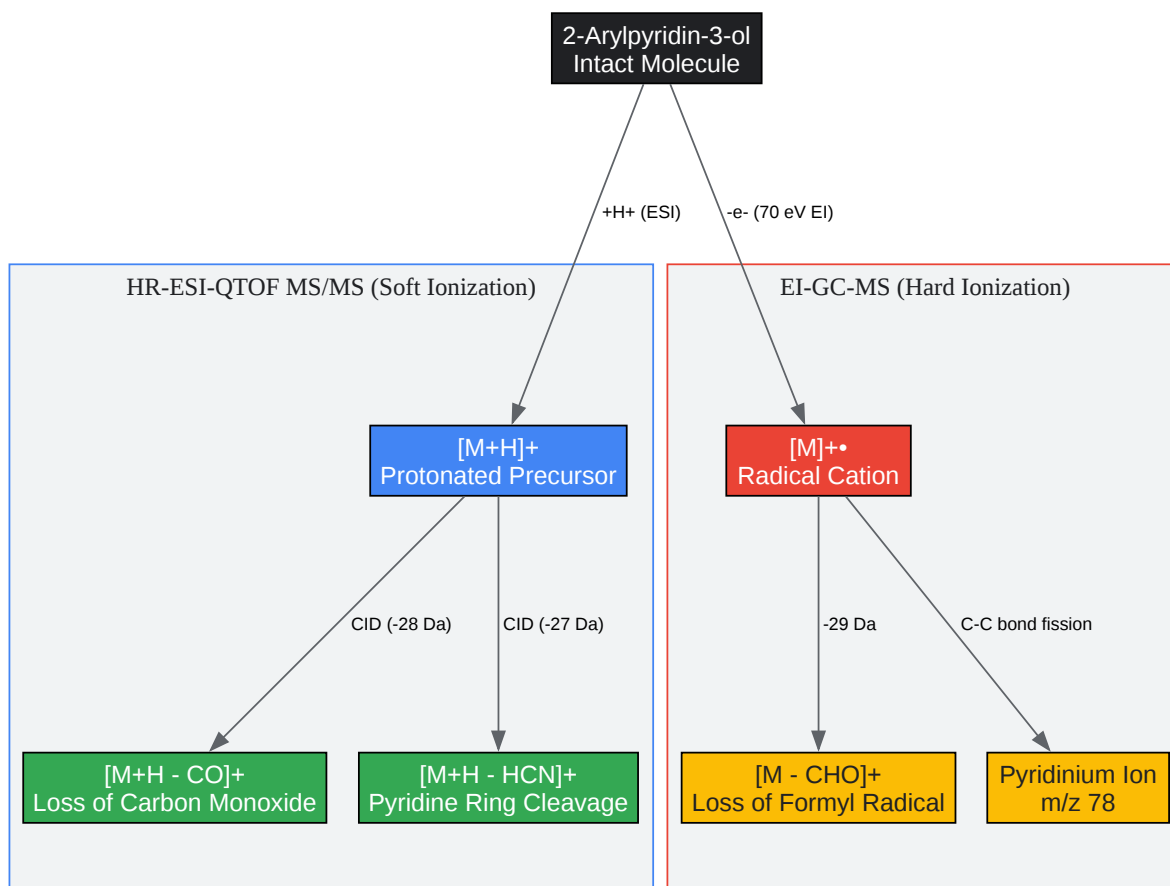 2-Arylpyridin-3-ol
Intact Molecule
+H+ (ESI)
-e- (70 eV EI)
HR-ESI-QTOF MS/MS (Soft Ionization)
EI-GC-MS (Hard Ionization)
[M+H]+
Protonated Precursor
[M]+•
Radical Cation
CID (-28 Da)
CID (-27 Da)
-29 Da
C-C bond fission
[M+H - CO]+
Loss of Carbon Monoxide
[M+H - HCN]+
Pyridine Ring Cleavage
[M - CHO]+
Loss of Formyl Radical
Pyridinium Ion
m/z 78